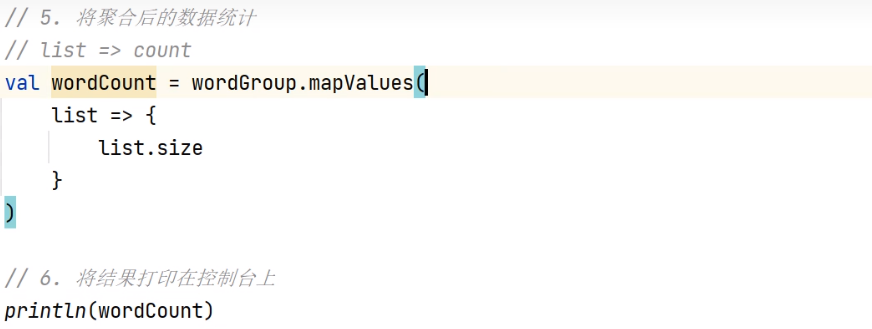 // 5. 将聚合后的数据统计
// list => count
val wordCount = wordGroup.mapValues(
    list => {
        list.size
    }
)
// 6. 将结果打印在控制台上
println(wordCount)